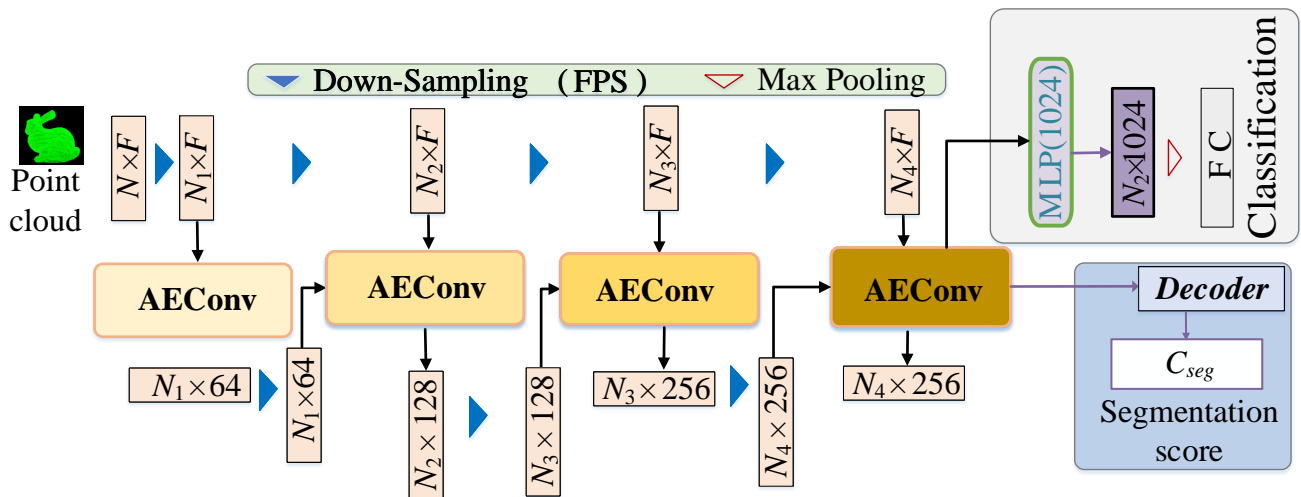 Down-Sampling (FPS)
Max Pooling
Point
cloud
N×F
N₁×F
N₂×F
N₃×F
N₄×F
MLP(1024)
N₂×1024
F C
Classification
AEConv
AEConv
AEConv
AEConv
N₁×64
N₁×64
N₂×128
N₃×128
N₃×256
N₄×256
N₄×256
Decoder
C_seg
Segmentation
score